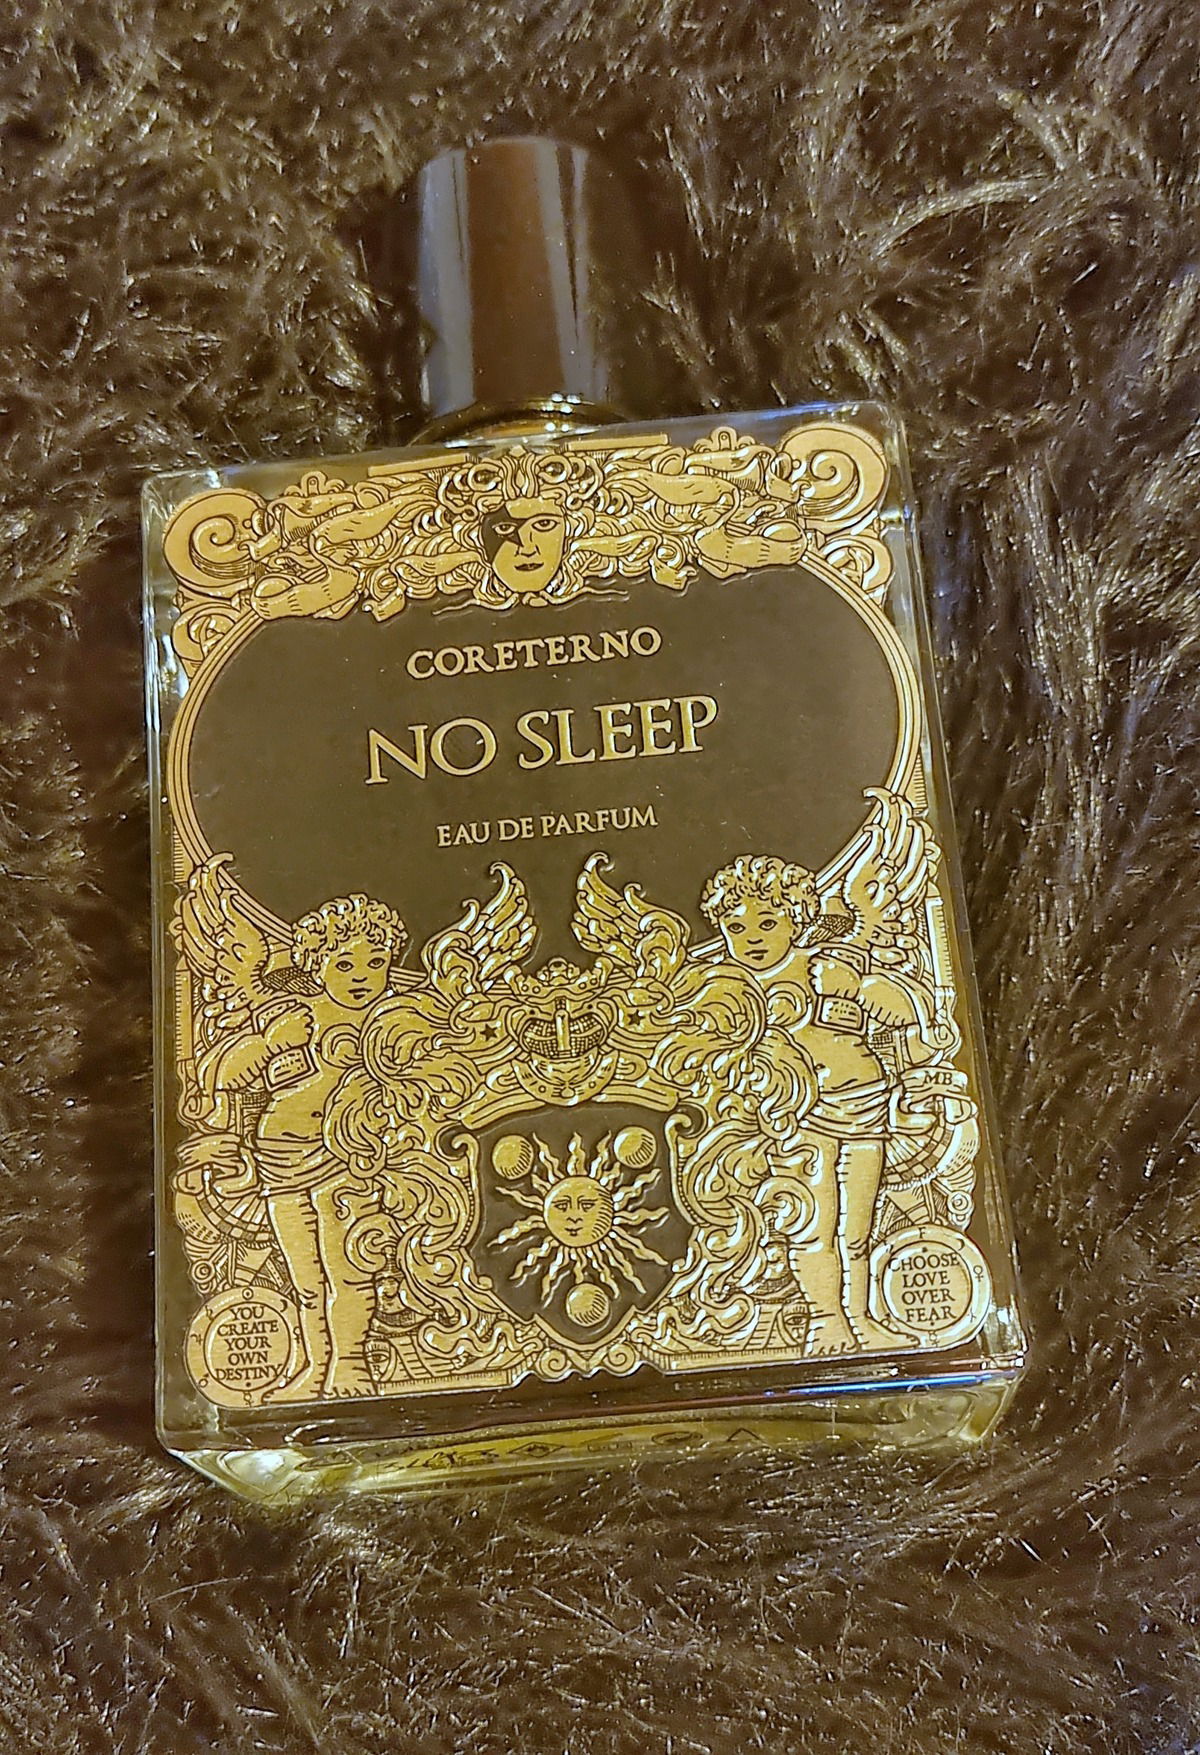 CORETERNO
NO SLEEP
EAU DE PARFUM
MB
YOU
CREATE
YOUR
OWN
DESTINY
CHOOSE
LOVE
OVER
FEAR